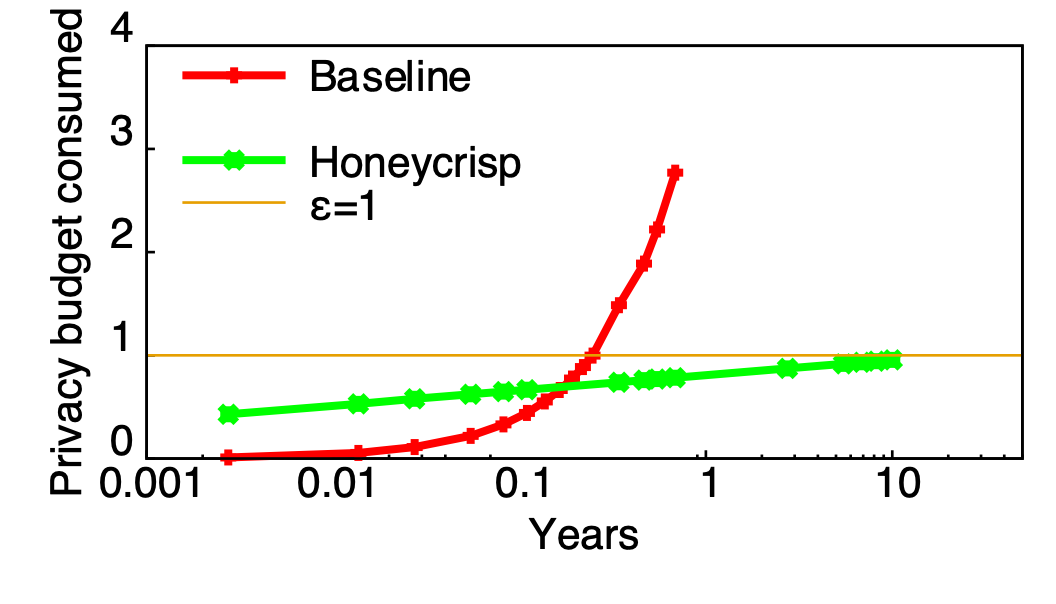 Privacy budget consumed
4
3
2
1
0
Baseline
Honeycrisp
ε=1
0.001 0.01 0.1 1 10
Years